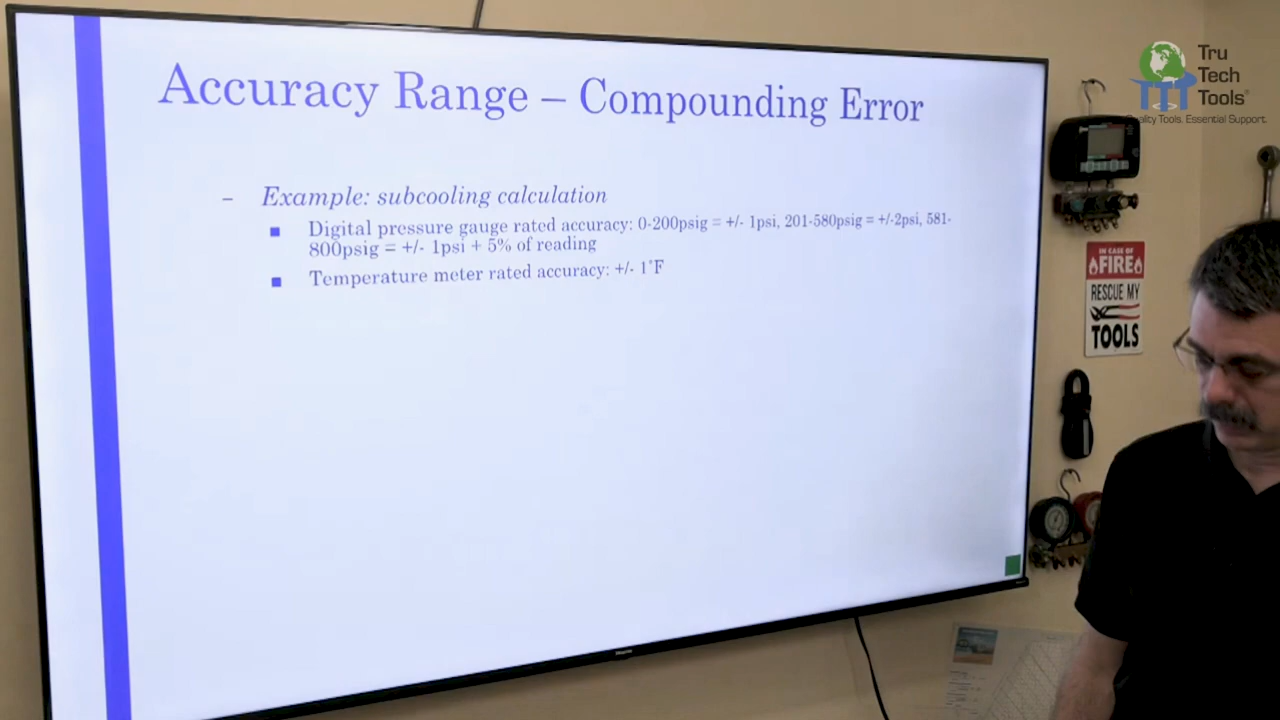 Accuracy Range – Compounding Error
– Example: subcooling calculation
Digital pressure gauge rated accuracy: 0-200psig = +/- 1psi, 201-580psig = +/-2psi, 581-
800psig = +/- 1psi + 5% of reading
Temperature meter rated accuracy: +/- 1˚F
Tru
Tech
Tools®
Quality Tools. Essential Support.
IN CASE OF
FIRE
RESCUE MY
TOOLS
Hisense